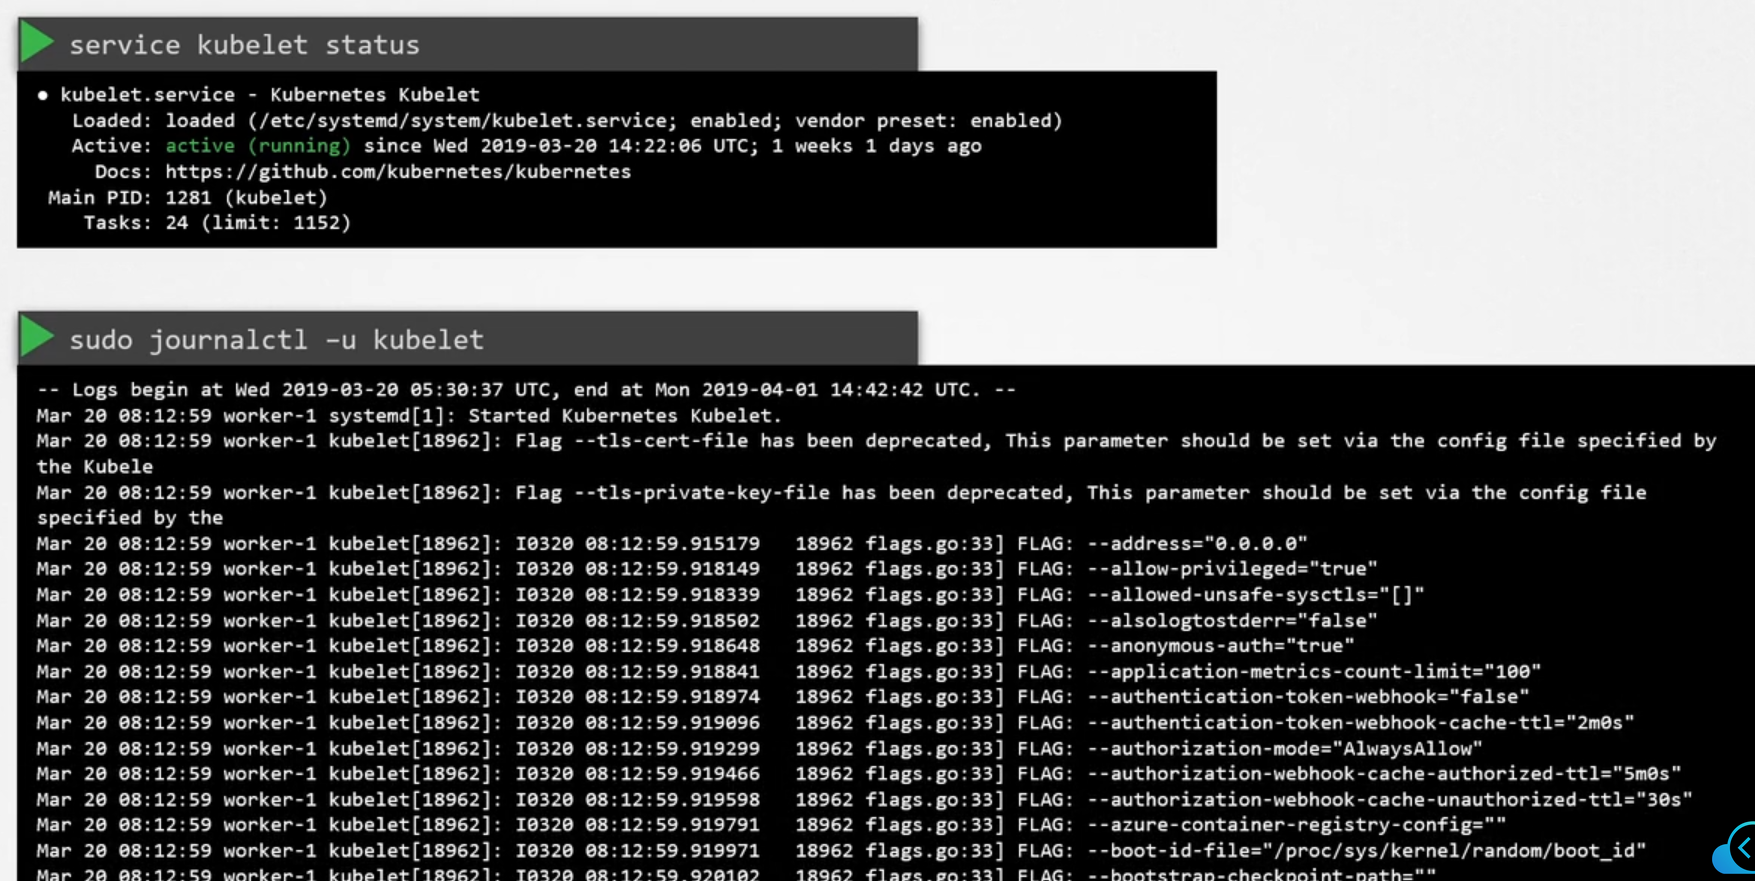 service kubelet status
● kubelet.service - Kubernetes Kubelet
Loaded: loaded (/etc/systemd/system/kubelet.service; enabled; vendor preset: enabled)
Active: active (running) since Wed 2019-03-20 14:22:06 UTC; 1 weeks 1 days ago
Docs: https://github.com/kubernetes/kubernetes
Main PID: 1281 (kubelet)
Tasks: 24 (limit: 1152)
sudo journalctl –u kubelet
-- Logs begin at Wed 2019-03-20 05:30:37 UTC, end at Mon 2019-04-01 14:42:42 UTC. --
Mar 20 08:12:59 worker-1 systemd[1]: Started Kubernetes Kubelet.
Mar 20 08:12:59 worker-1 kubelet[18962]: Flag --tls-cert-file has been deprecated, This parameter should be set via the config file specified by
the Kubele
Mar 20 08:12:59 worker-1 kubelet[18962]: Flag --tls-private-key-file has been deprecated, This parameter should be set via the config file
specified by the
Mar 20 08:12:59 worker-1 kubelet[18962]: I0320 08:12:59.915179   18962 flags.go:33] FLAG: --address="0.0.0.0"
Mar 20 08:12:59 worker-1 kubelet[18962]: I0320 08:12:59.918149   18962 flags.go:33] FLAG: --allow-privileged="true"
Mar 20 08:12:59 worker-1 kubelet[18962]: I0320 08:12:59.918339   18962 flags.go:33] FLAG: --allowed-unsafe-sysctls="[]"
Mar 20 08:12:59 worker-1 kubelet[18962]: I0320 08:12:59.918502   18962 flags.go:33] FLAG: --alsologtostderr="false"
Mar 20 08:12:59 worker-1 kubelet[18962]: I0320 08:12:59.918648   18962 flags.go:33] FLAG: --anonymous-auth="true"
Mar 20 08:12:59 worker-1 kubelet[18962]: I0320 08:12:59.918841   18962 flags.go:33] FLAG: --application-metrics-count-limit="100"
Mar 20 08:12:59 worker-1 kubelet[18962]: I0320 08:12:59.918974   18962 flags.go:33] FLAG: --authentication-token-webhook="false"
Mar 20 08:12:59 worker-1 kubelet[18962]: I0320 08:12:59.919096   18962 flags.go:33] FLAG: --authentication-token-webhook-cache-ttl="2m0s"
Mar 20 08:12:59 worker-1 kubelet[18962]: I0320 08:12:59.919299   18962 flags.go:33] FLAG: --authorization-mode="AlwaysAllow"
Mar 20 08:12:59 worker-1 kubelet[18962]: I0320 08:12:59.919466   18962 flags.go:33] FLAG: --authorization-webhook-cache-authorized-ttl="5m0s"
Mar 20 08:12:59 worker-1 kubelet[18962]: I0320 08:12:59.919598   18962 flags.go:33] FLAG: --authorization-webhook-cache-unauthorized-ttl="30s"
Mar 20 08:12:59 worker-1 kubelet[18962]: I0320 08:12:59.919791   18962 flags.go:33] FLAG: --azure-container-registry-config=""
Mar 20 08:12:59 worker-1 kubelet[18962]: I0320 08:12:59.919971   18962 flags.go:33] FLAG: --boot-id-file="/proc/sys/kernel/random/boot_id"
Mar 20 08:12:59 worker-1 kubelet[18962]: I0320 08:12:59.920102   18962 flags.go:33] FLAG: --bootstrap-checkpoint-path=""